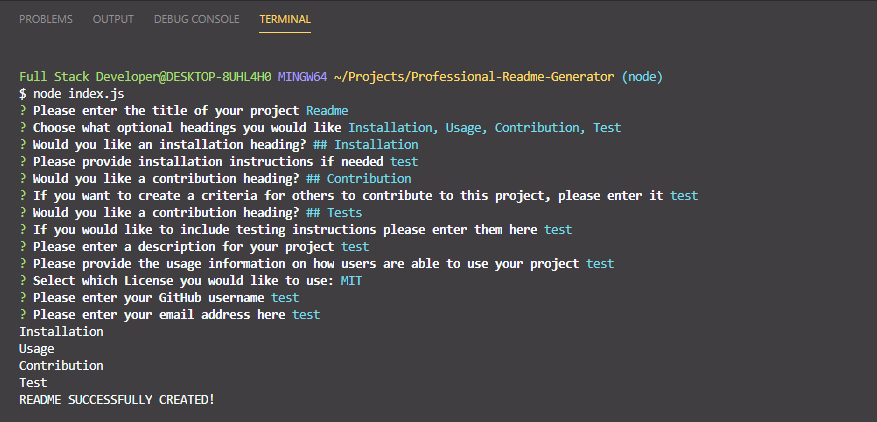 PROBLEMS OUTPUT DEBUG CONSOLE TERMINAL
Full Stack Developer@DESKTOP-8UHL4H0 MINGW64 ~/Projects/Professional-Readme-Generator (node)
$ node index.js
? Please enter the title of your project Readme
? Choose what optional headings you would like Installation, Usage, Contribution, Test
? Would you like an installation heading? ## Installation
? Please provide installation instructions if needed test
? Would you like a contribution heading? ## Contribution
? If you want to create a criteria for others to contribute to this project, please enter it test
? Would you like a contribution heading? ## Tests
? If you would like to include testing instructions please enter them here test
? Please enter a description for your project test
? Please provide the usage information on how users are able to use your project test
? Select which License you would like to use: MIT
? Please enter your GitHub username test
? Please enter your email address here test
Installation
Usage
Contribution
Test
README SUCCESSFULLY CREATED!